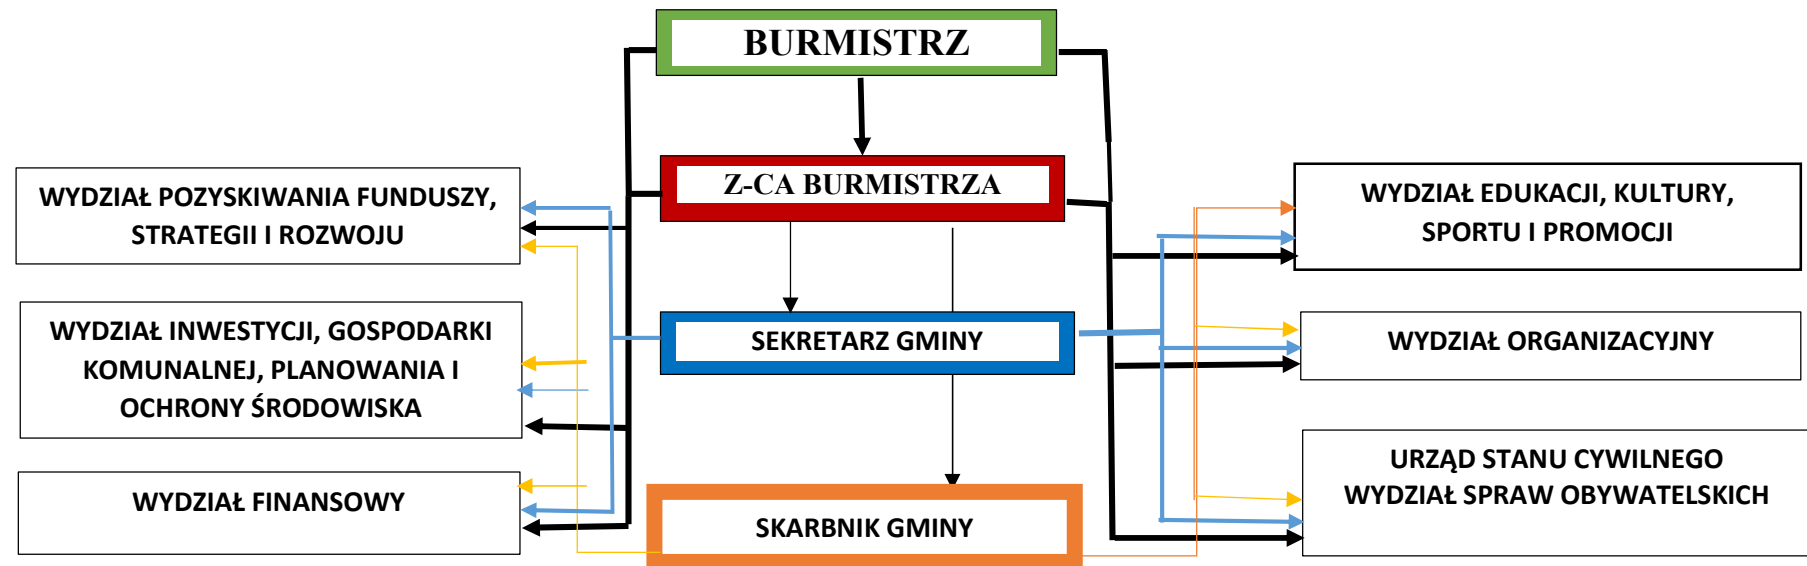 BURMISTRZ
Z-CA BURMISTRZA
WYDZIAŁ POZYSKIWANIA FUNDUSZY,
STRATEGII I ROZWOJU
WYDZIAŁ EDUKACJI, KULTURY,
SPORTU I PROMOCJI
WYDZIAŁ INWESTYCJI, GOSPODARKI
KOMUNALNEJ, PLANOWANIA I
OCHRONY ŚRODOWISKA
SEKRETARZ GMINY
WYDZIAŁ ORGANIZACYJNY
WYDZIAŁ FINANSOWY
SKARBNIK GMINY
URZĄD STANU CYWILNEGO
WYDZIAŁ SPRAW OBYWATELSKICH